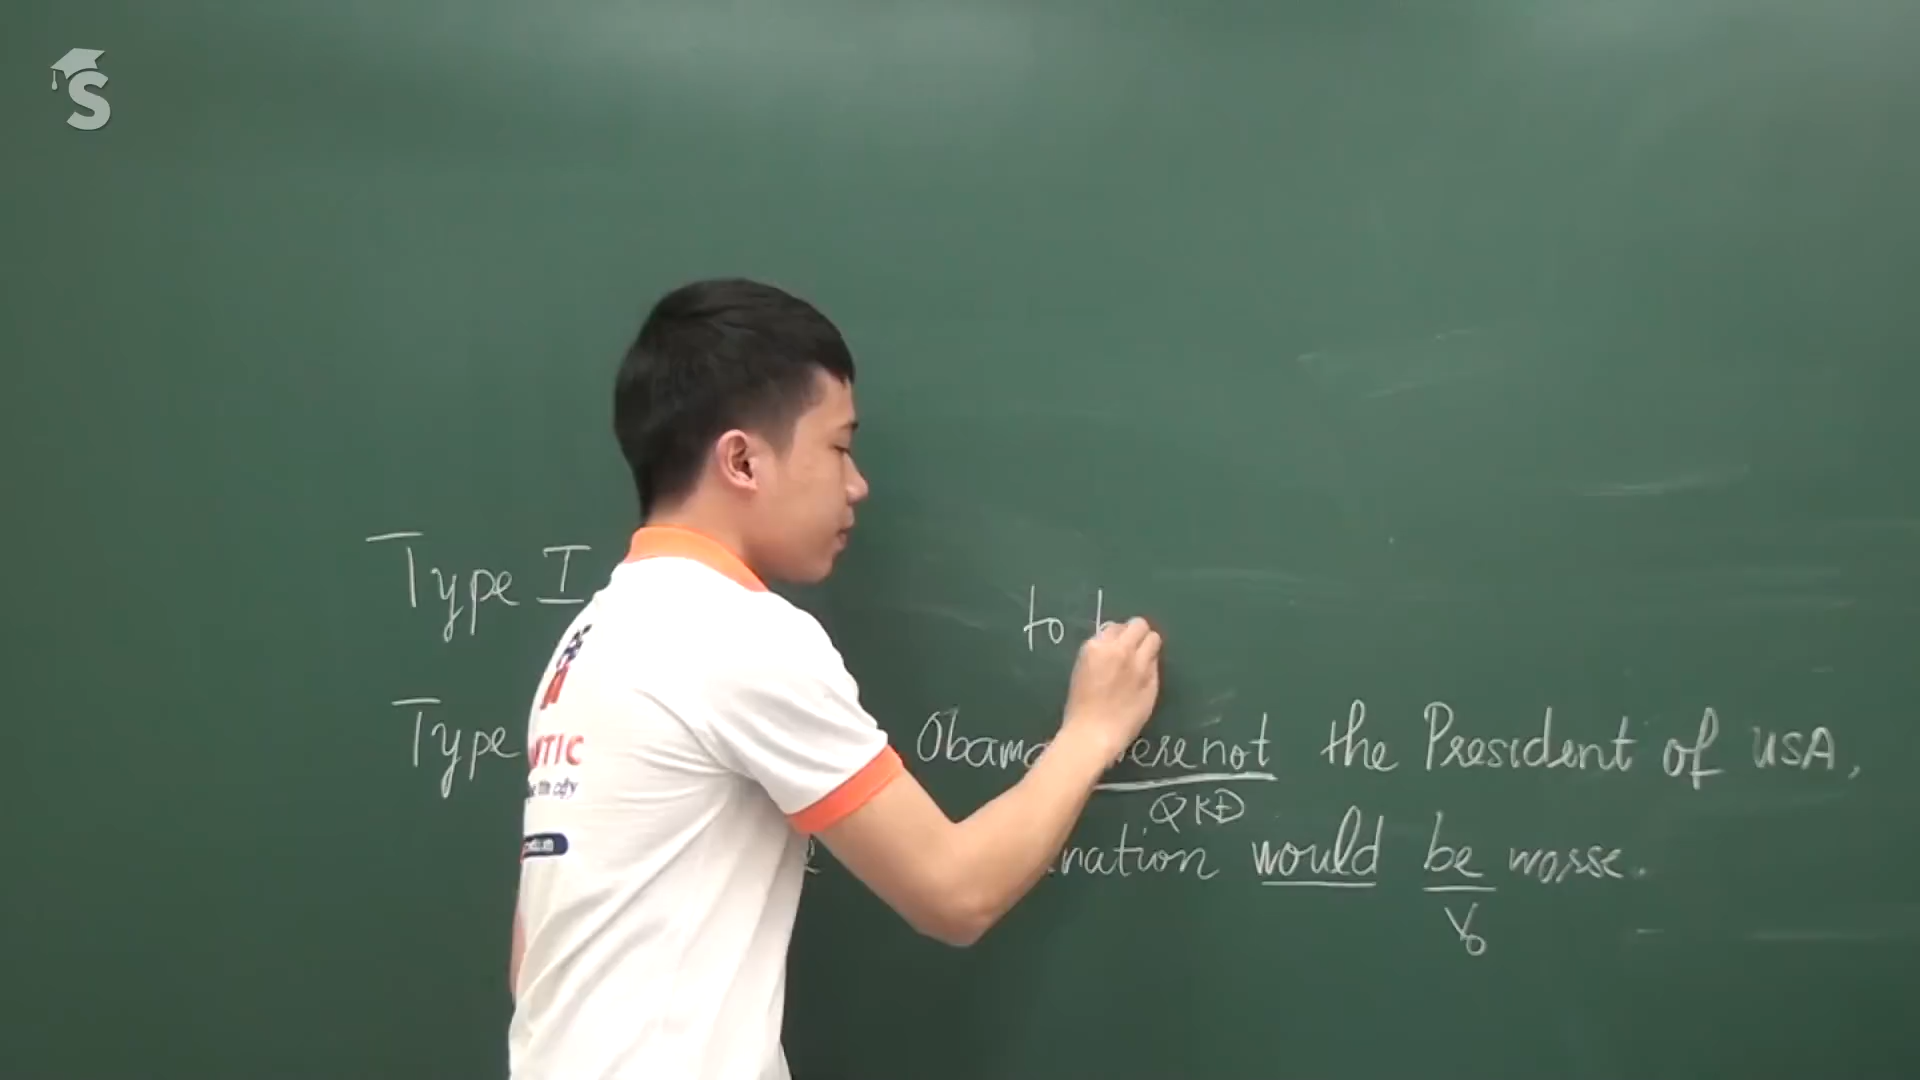 S
Type I
to b
Type Obama were not the President of USA,
QKĐ
nation would be worse.
V₀